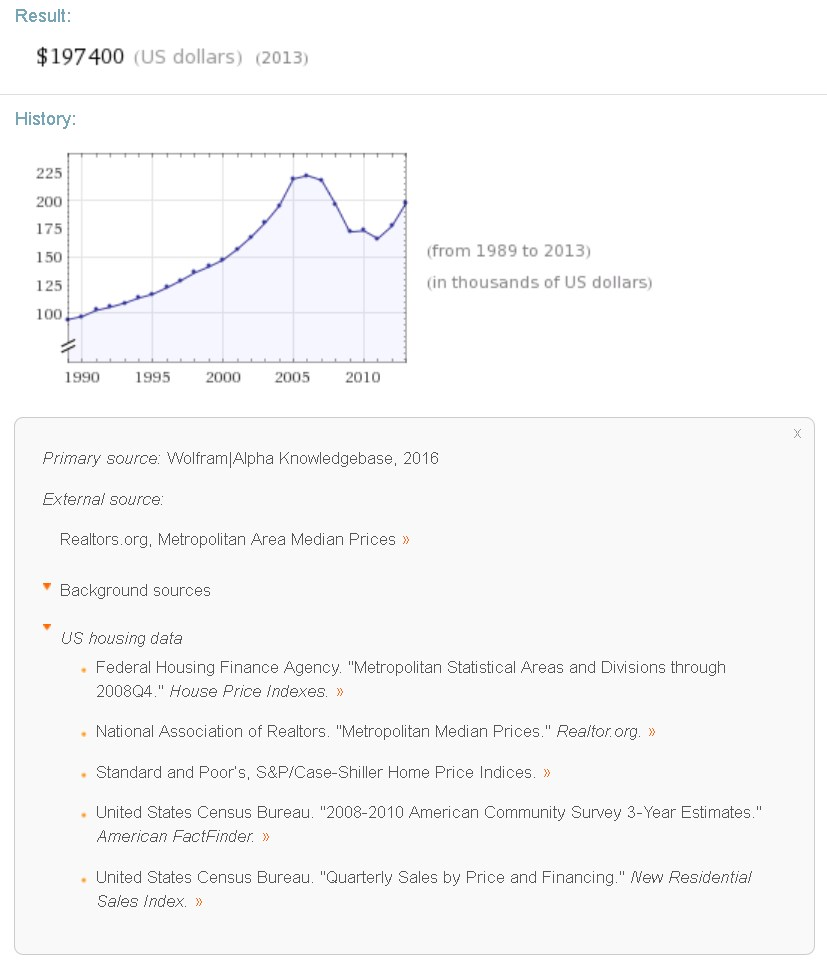 Result:
$197400 (US dollars) (2013)
History:
225
200
175
150
125
100
1990 1995 2000 2005 2010
(from 1989 to 2013)
(in thousands of US dollars)
x
Primary source: Wolfram|Alpha Knowledgebase, 2016
External source:
Realtors.org, Metropolitan Area Median Prices »
Background sources
US housing data
Federal Housing Finance Agency. "Metropolitan Statistical Areas and Divisions through
2008Q4." House Price Indexes. »
National Association of Realtors. "Metropolitan Median Prices." Realtor.org. »
Standard and Poor's, S&P/Case-Shiller Home Price Indices. »
United States Census Bureau. "2008-2010 American Community Survey 3-Year Estimates."
American FactFinder. »
United States Census Bureau. "Quarterly Sales by Price and Financing." New Residential
Sales Index. »